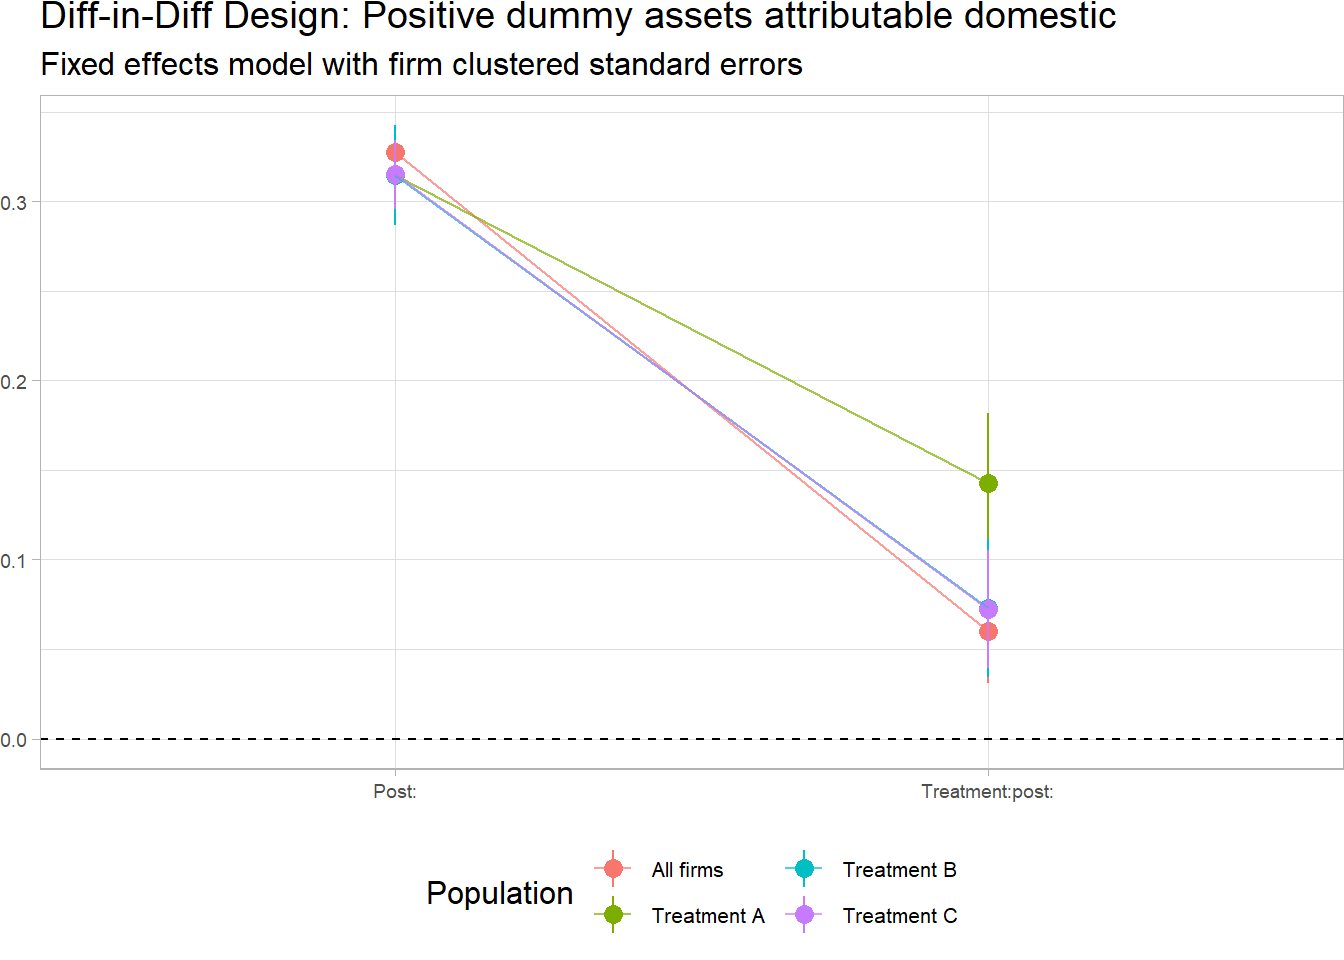 Diff-in-Diff Design: Positive dummy assets attributable domestic
Fixed effects model with firm clustered standard errors
0.3
0.2
0.1
0.0
Post:
Treatment:post:
Population
All firms
Treatment B
Treatment A
Treatment C